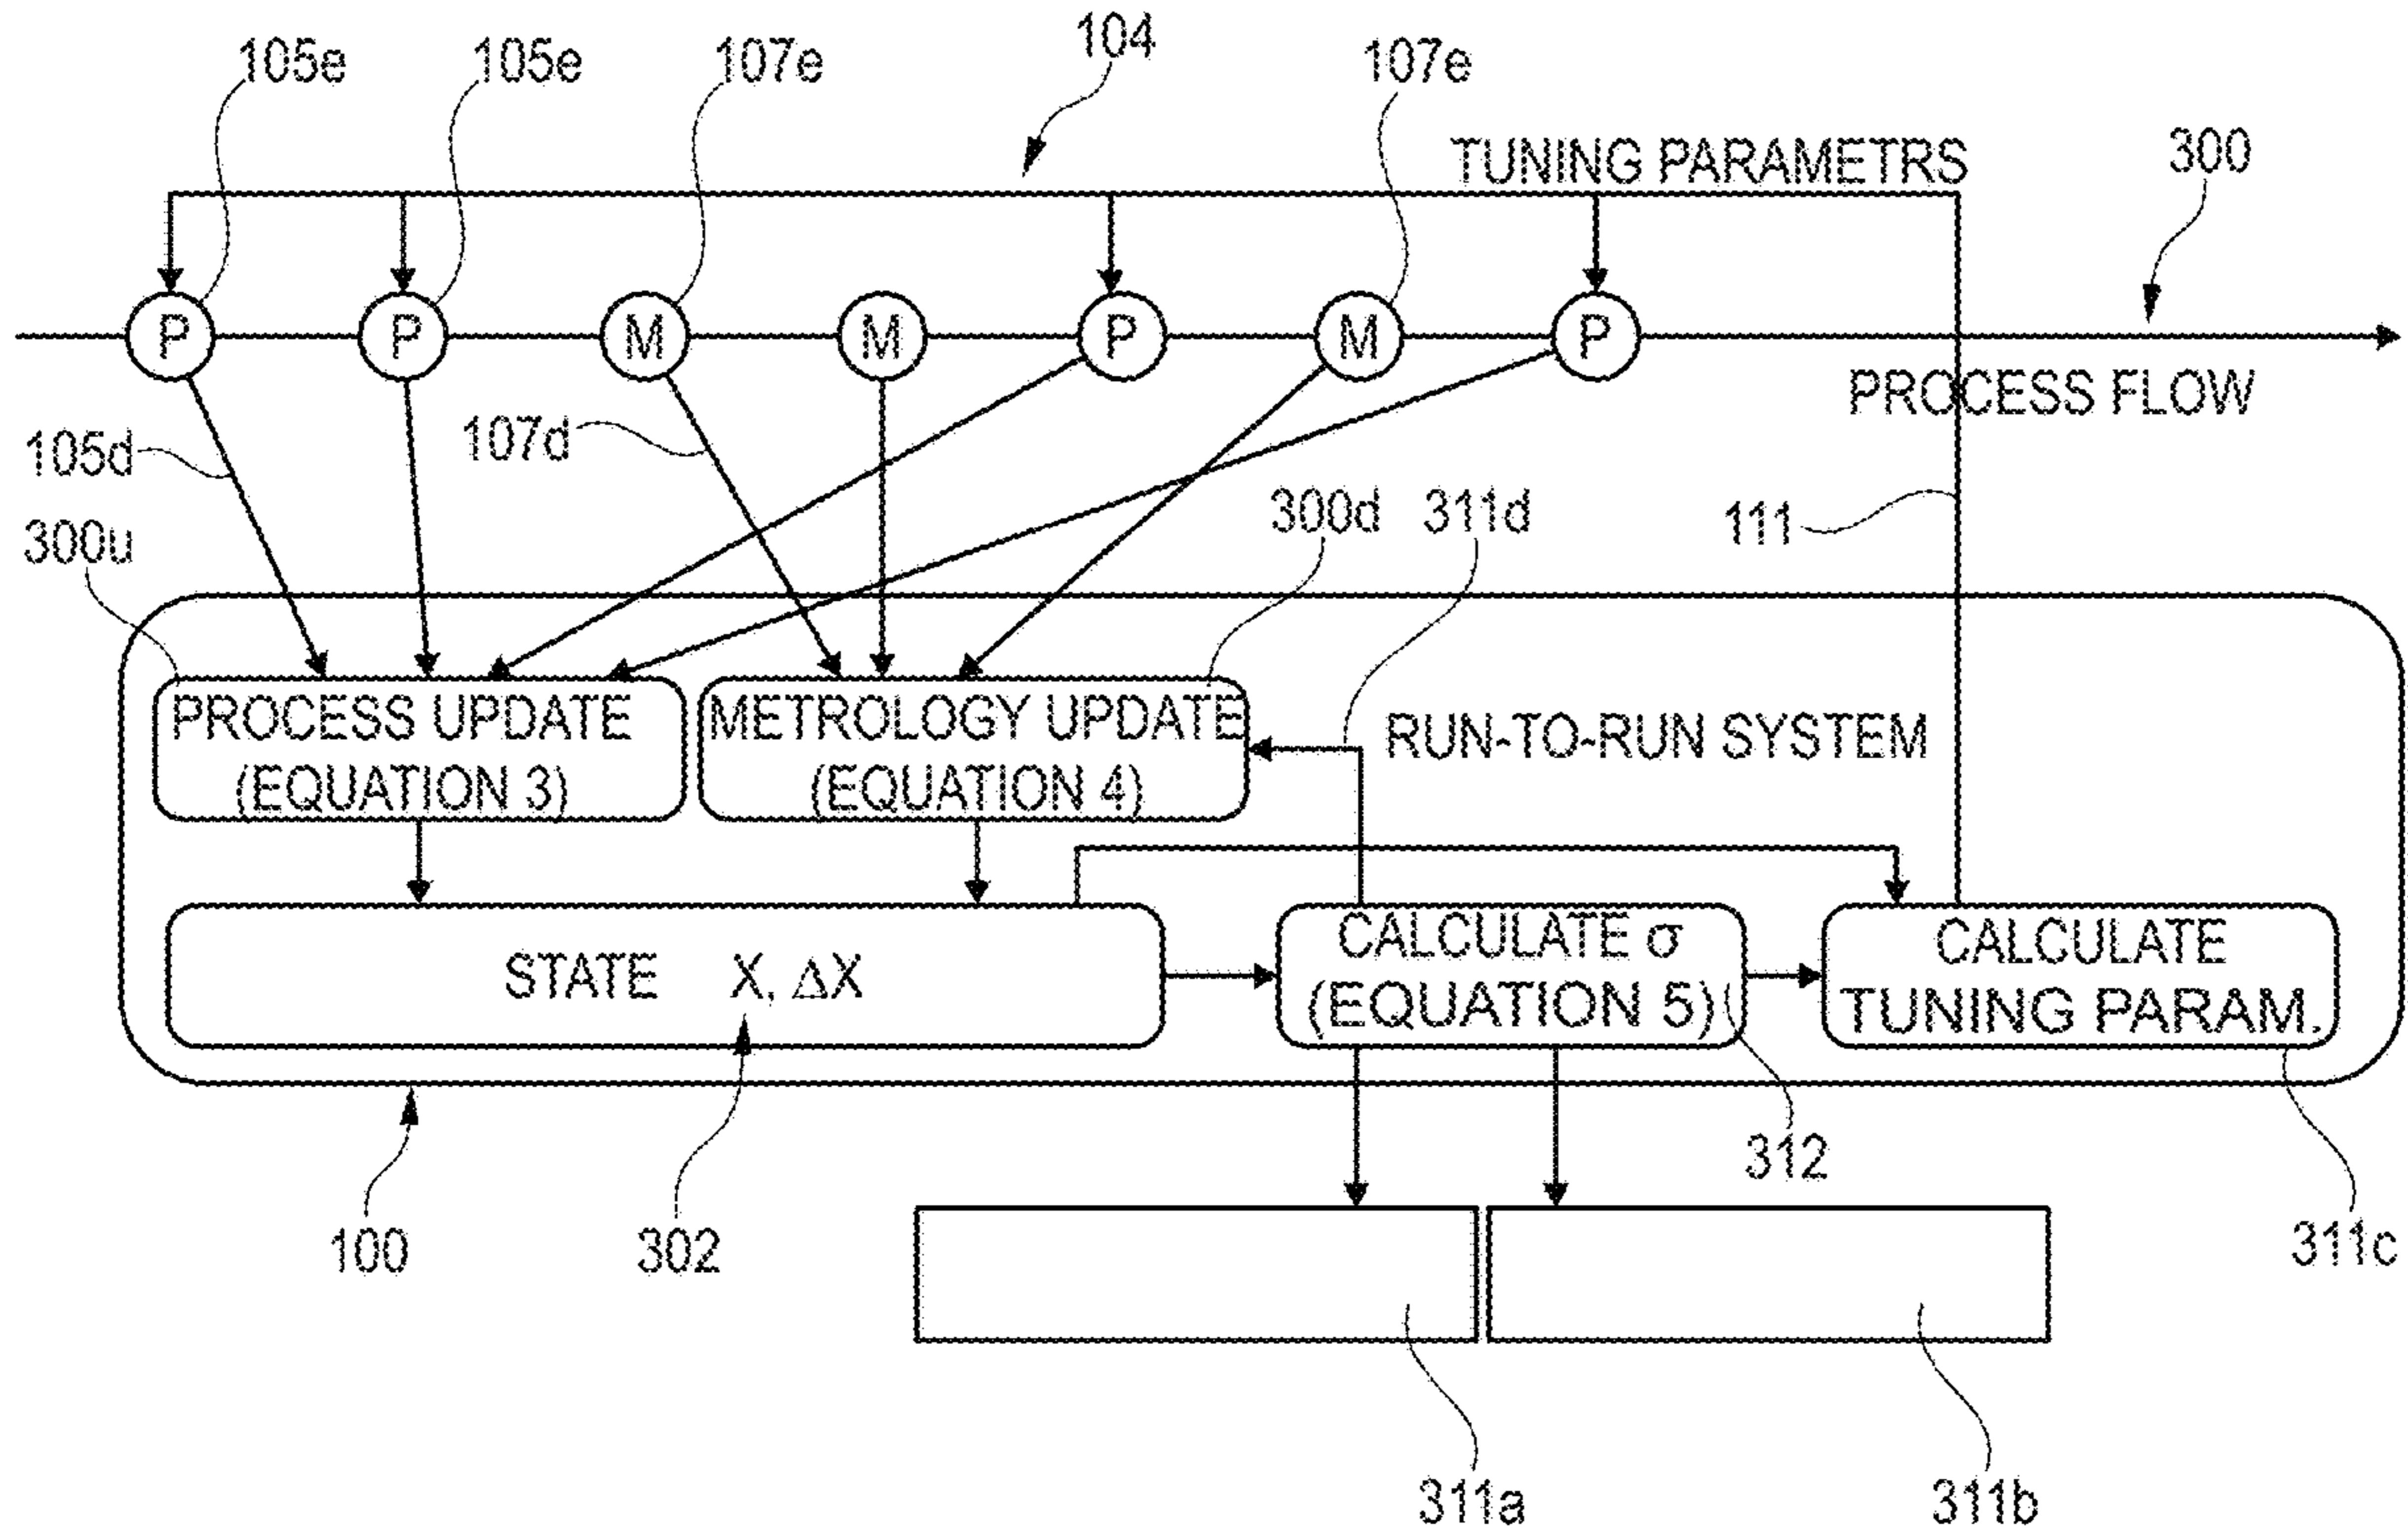 105e 105e 107e 104 107e
TUNING PARAMETRS 300
P P M M P M P
PROCESS FLOW
105d 107d
300u 300d 311d 111
PROCESS UPDATE
(EQUATION 3)
METROLOGY UPDATE
(EQUATION 4)
RUN-TO-RUN SYSTEM
STATE X, ΔX
CALCULATE σ
(EQUATION 5)
CALCULATE
TUNING PARAM.
312
100 302 311c
311a 311b